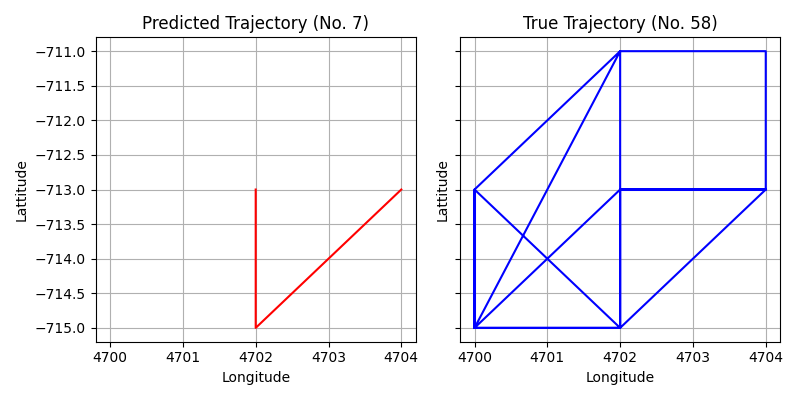 Predicted Trajectory (No. 7)
True Trajectory (No. 58)
−711.0
−711.5
−712.0
−712.5
−713.0
−713.5
−714.0
−714.5
−715.0
Lattitude
Lattitude
4700 4701 4702 4703 4704
4700 4701 4702 4703 4704
Longitude
Longitude